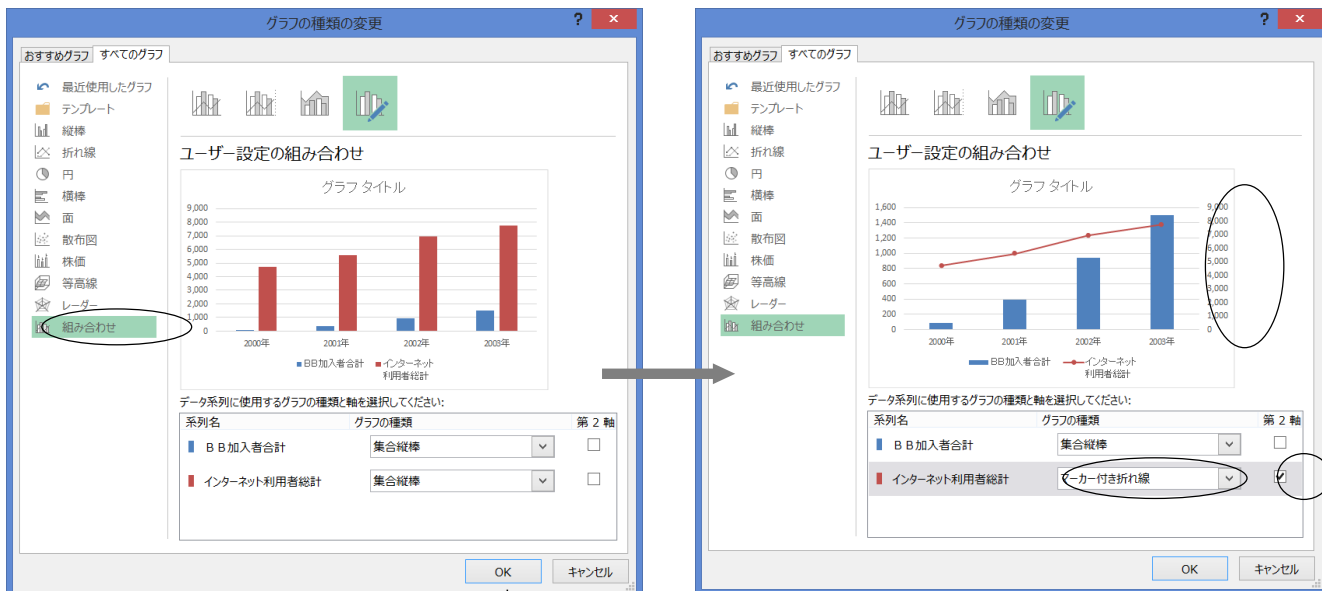 グラフの種類の変更
?
×
おすすめグラフ
すべてのグラフ
最近使用したグラフ
テンプレート
縦棒
折れ線
円
横棒
面
散布図
株価
等高線
レーダー
組み合わせ
ユーザー設定の組み合わせ
グラフ タイトル
9,000
8,000
7,000
6,000
5,000
4,000
3,000
2,000
1,000
0
2000年 2001年 2002年 2003年
BB加入者合計 インターネット
利用者総計
データ系列に使用するグラフの種類と軸を選択してください:
系列名 グラフの種類 第 2 軸
ＢＢ加入者合計 集合縦棒
インターネット利用者総計 集合縦棒
OK キャンセル
グラフの種類の変更
?
×
おすすめグラフ
すべてのグラフ
最近使用したグラフ
テンプレート
縦棒
折れ線
円
横棒
面
散布図
株価
等高線
レーダー
組み合わせ
ユーザー設定の組み合わせ
グラフ タイトル
1,600
1,400
1,200
1,000
800
600
400
200
0
9,000
8,000
7,000
6,000
5,000
4,000
3,000
2,000
1,000
0
2000年 2001年 2002年 2003年
BB加入者合計 インターネット
利用者総計
データ系列に使用するグラフの種類と軸を選択してください:
系列名 グラフの種類 第 2 軸
ＢＢ加入者合計 集合縦棒
インターネット利用者総計 マーカー付き折れ線
OK キャンセル